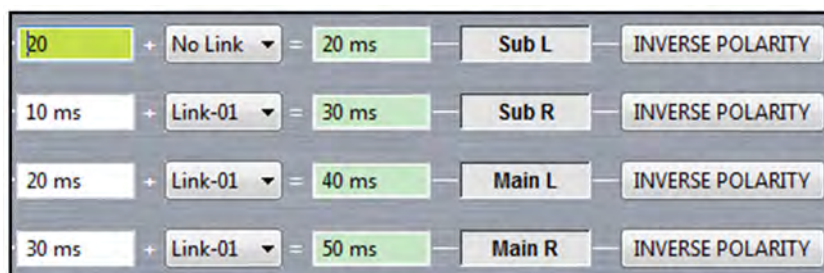 20 + No Link = 20 ms Sub L INVERSE POLARITY
10 ms + Link-01 = 30 ms Sub R INVERSE POLARITY
20 ms + Link-01 = 40 ms Main L INVERSE POLARITY
30 ms + Link-01 = 50 ms Main R INVERSE POLARITY